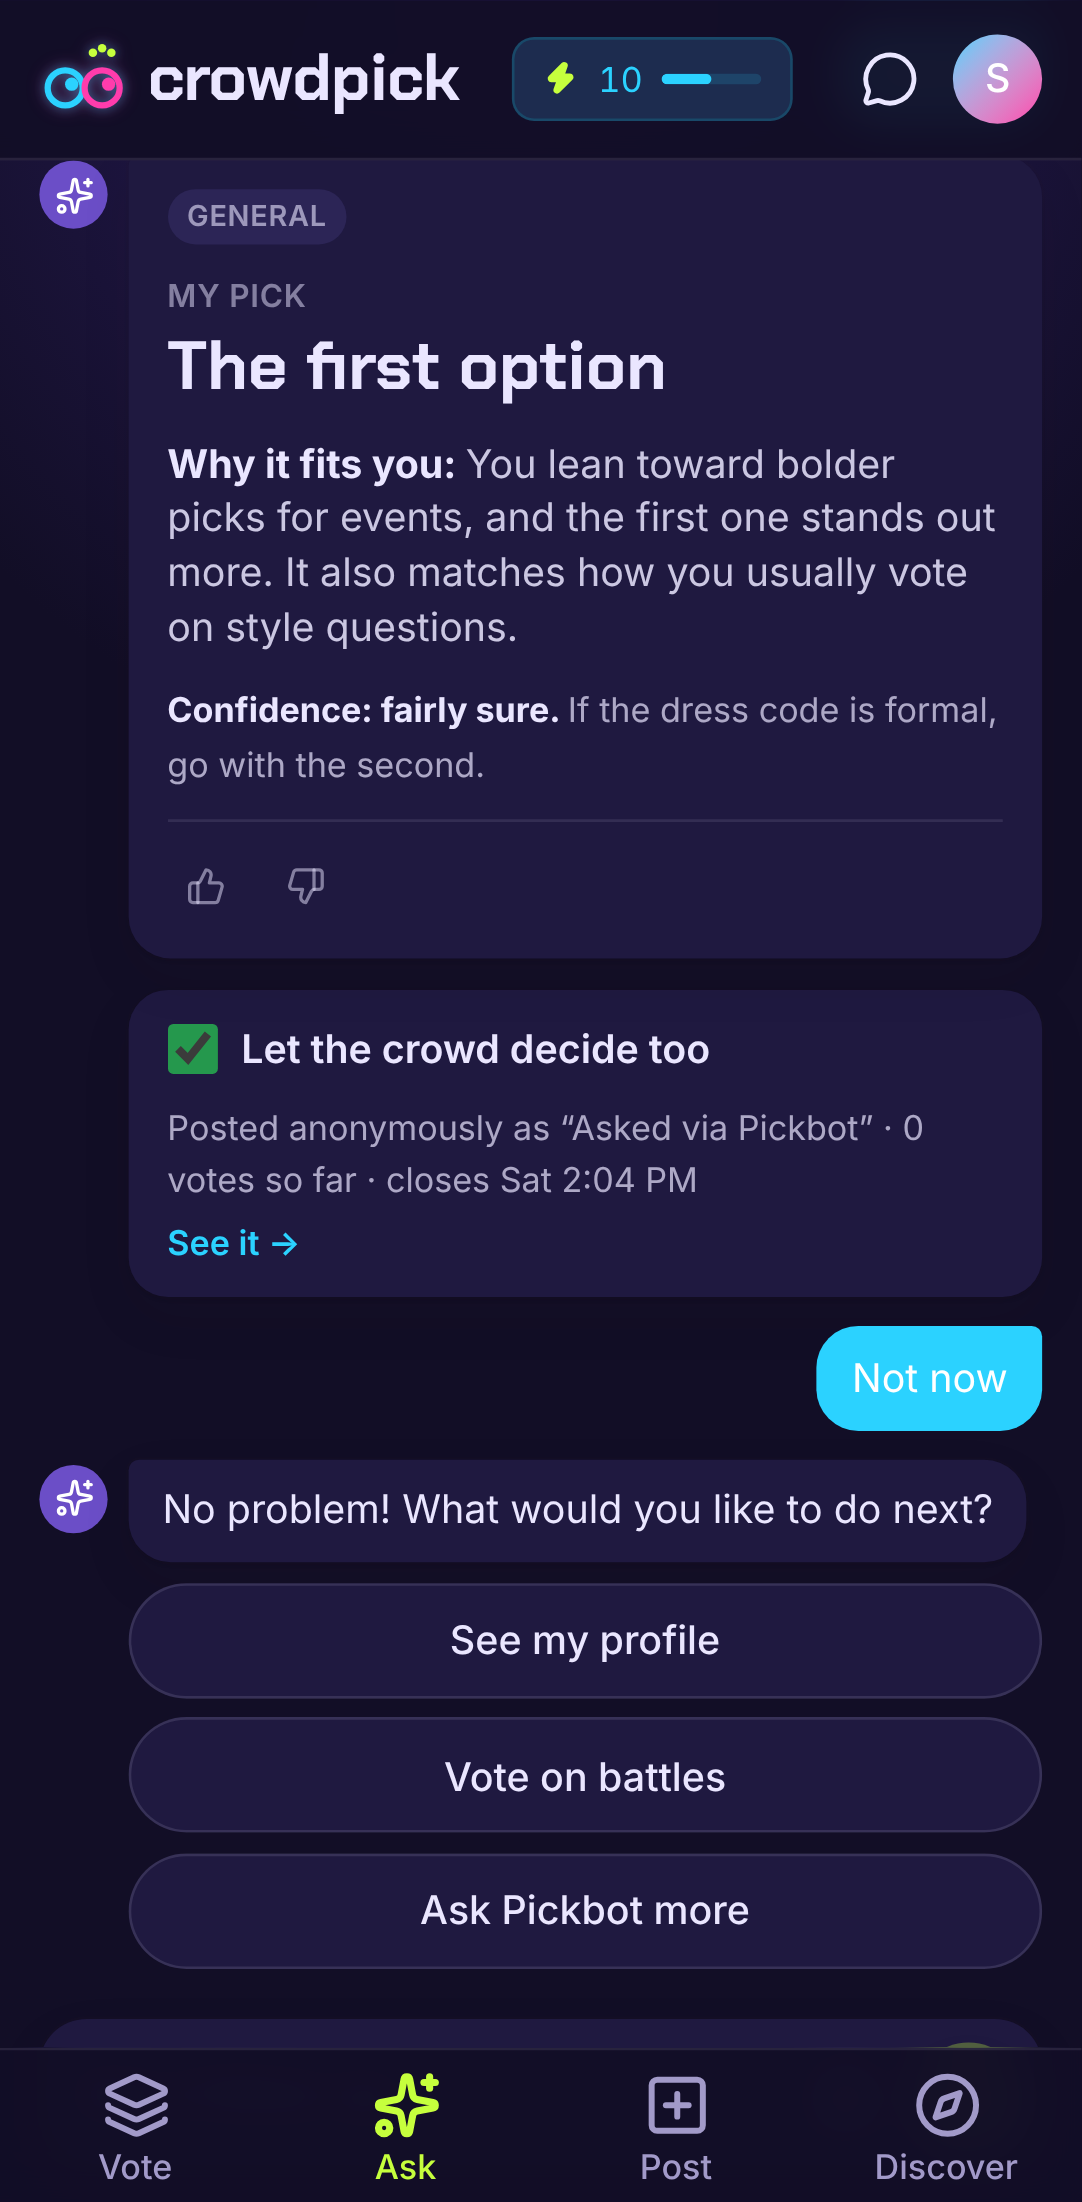 crowdpick
10
S
GENERAL
MY PICK
The first option
Why it fits you: You lean toward bolder
picks for events, and the first one stands out
more. It also matches how you usually vote
on style questions.
Confidence: fairly sure. If the dress code is formal,
go with the second.
Let the crowd decide too
Posted anonymously as “Asked via Pickbot” · 0
votes so far · closes Sat 2:04 PM
See it →
Not now
No problem! What would you like to do next?
See my profile
Vote on battles
Ask Pickbot more
Vote
Ask
Post
Discover